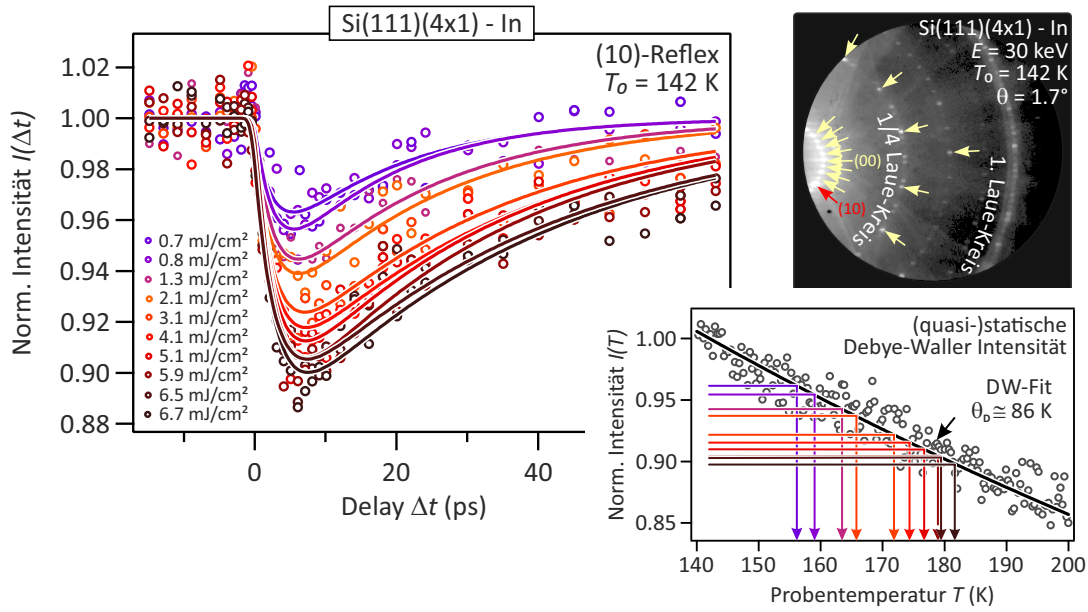 Si(111)(4x1) - In
(10)-Reflex
T₀ = 142 K
Norm. Intensität I(Δt)
1.02
1.00
0.98
0.96
0.94
0.92
0.90
0.88
0.7 mJ/cm²
0.8 mJ/cm²
1.3 mJ/cm²
2.1 mJ/cm²
3.1 mJ/cm²
4.1 mJ/cm²
5.1 mJ/cm²
5.9 mJ/cm²
6.5 mJ/cm²
6.7 mJ/cm²
0
20
40
Delay Δt (ps)
Si(111)(4x1) - In
E = 30 keV
T₀ = 142 K
θ = 1.7°
(00)
(10)
1/4 Laue-Kreis
1. Laue-Kreis
(quasi-)statische
Debye-Waller Intensität
DW-Fit
θD ≅ 86 K
Norm. Intensität I(T)
1.00
0.95
0.90
0.85
140
150
160
170
180
190
200
Probentemperatur T (K)